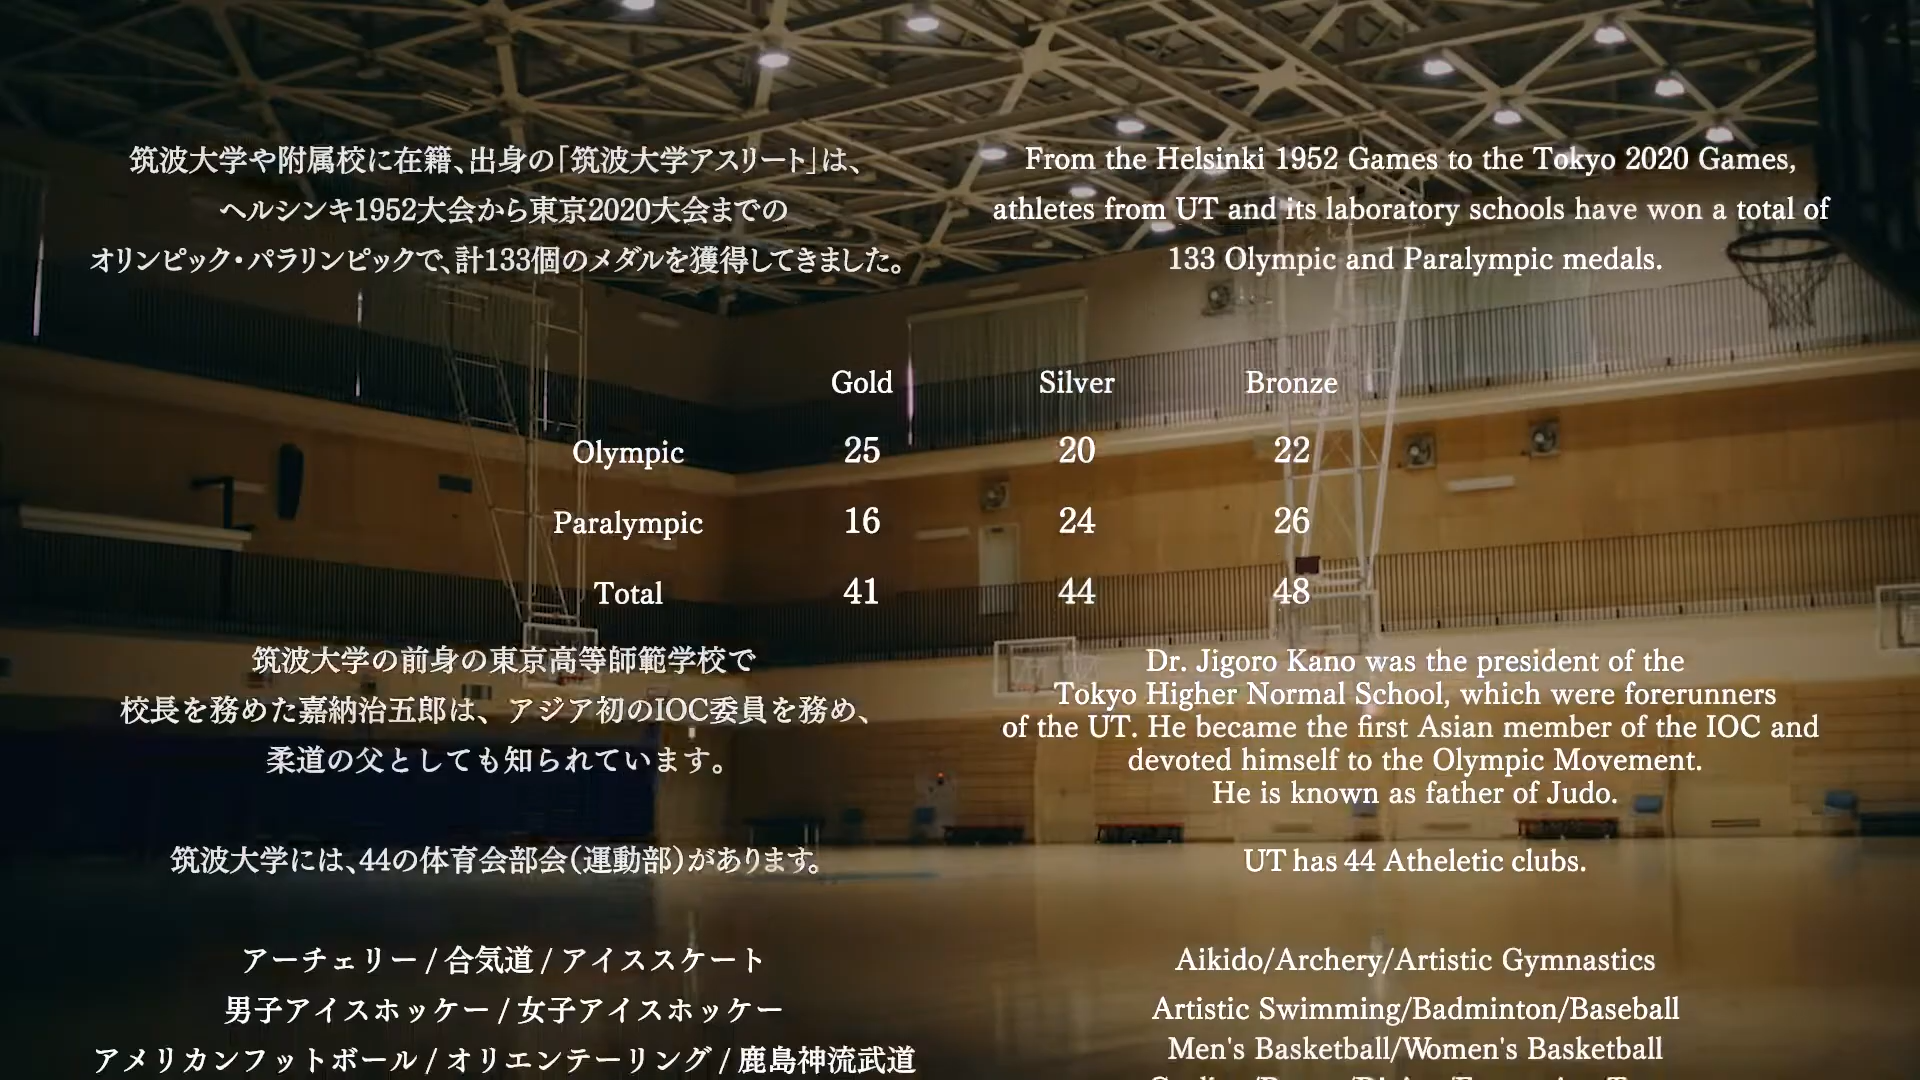 筑波大学や附属校に在籍、出身の「筑波大学アスリート」は、
ヘルシンキ1952大会から東京2020大会までの
オリンピック・パラリンピックで、計133個のメダルを獲得してきました。
From the Helsinki 1952 Games to the Tokyo 2020 Games,
athletes from UT and its laboratory schools have won a total of
133 Olympic and Paralympic medals.
Gold Silver Bronze
Olympic 25 20 22
Paralympic 16 24 26
Total 41 44 48
筑波大学の前身の東京高等師範学校で
校長を務めた嘉納治五郎は、アジア初のIOC委員を務め、
柔道の父としても知られています。
Dr. Jigoro Kano was the president of the
Tokyo Higher Normal School, which were forerunners
of the UT. He became the first Asian member of the IOC and
devoted himself to the Olympic Movement.
He is known as father of Judo.
筑波大学には、44の体育会部会(運動部)があります。
UT has 44 Atheletic clubs.
アーチェリー / 合気道 / アイススケート
男子アイスホッケー / 女子アイスホッケー
アメリカンフットボール / オリエンテーリング / 鹿島神流武道
Aikido/Archery/Artistic Gymnastics
Artistic Swimming/Badminton/Baseball
Men's Basketball/Women's Basketball